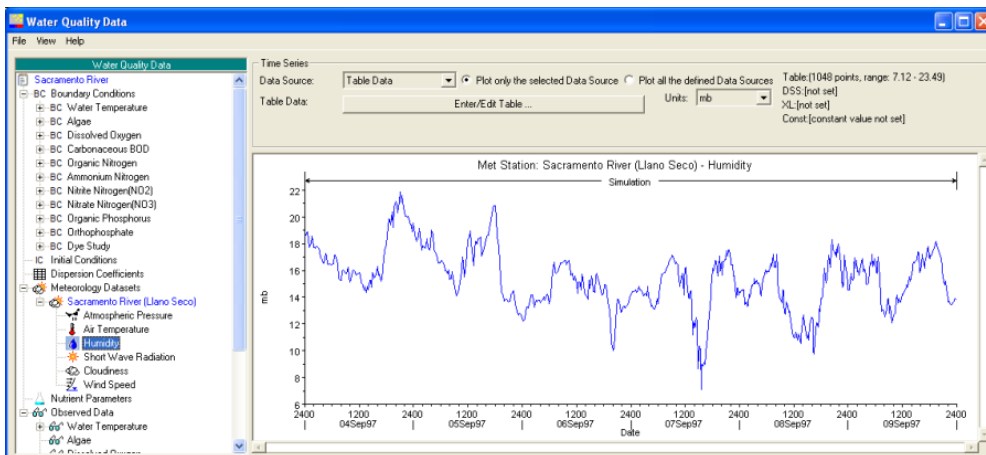 Water Quality Data
File View Help
Water Quality Data
Sacramento River
BC Boundary Conditions
BC Water Temperature
BC Algae
BC Dissolved Oxygen
BC Carbonaceous BOD
BC Organic Nitrogen
BC Ammonium Nitrogen
BC Nitrite Nitrogen(NO2)
BC Nitrate Nitrogen(NO3)
BC Organic Phosphorus
BC Orthophosphate
BC Dye Study
IC Initial Conditions
Dispersion Coefficients
Meteorology Datasets
Sacramento River (Llano Seco)
Atmospheric Pressure
Air Temperature
Humidity
Short Wave Radiation
Cloudiness
Wind Speed
Nutrient Parameters
Observed Data
Water Temperature
Algae
Dissolved Oxygen
Time Series
Data Source: Table Data Plot only the selected Data Source Plot all the defined Data Sources
Table Data: Enter/Edit Table ... Units: mb
Table:(1048 points, range: 7.12 - 23.49)
DSS:[not set]
XL:[not set]
Const:[constant value not set]
Met Station: Sacramento River (Llano Seco) - Humidity
Simulation
22
20
18
16
14
12
10
8
6
mb
2400 1200 2400 1200 2400 1200 2400 1200 2400 1200 2400 1200 2400
04Sep97 05Sep97 06Sep97 07Sep97 08Sep97 09Sep97
Date